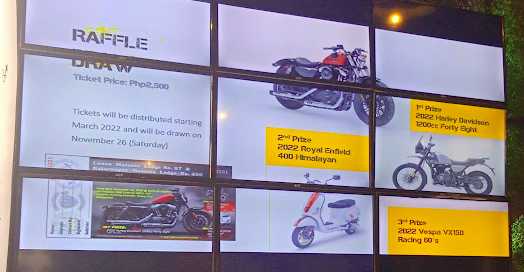 RAFFLE
DRAW
Ticket Price: Php2,500
Tickets will be distributed starting
March 2022 and will be drawn on
November 26 (Saturday)
1st Prize
2022 Harley Davidson
1200cc Forty Eight
2nd Prize
2022 Royal Enfield
400 Himalayan
3rd Prize
2022 Vespa VX150
Racing 60's